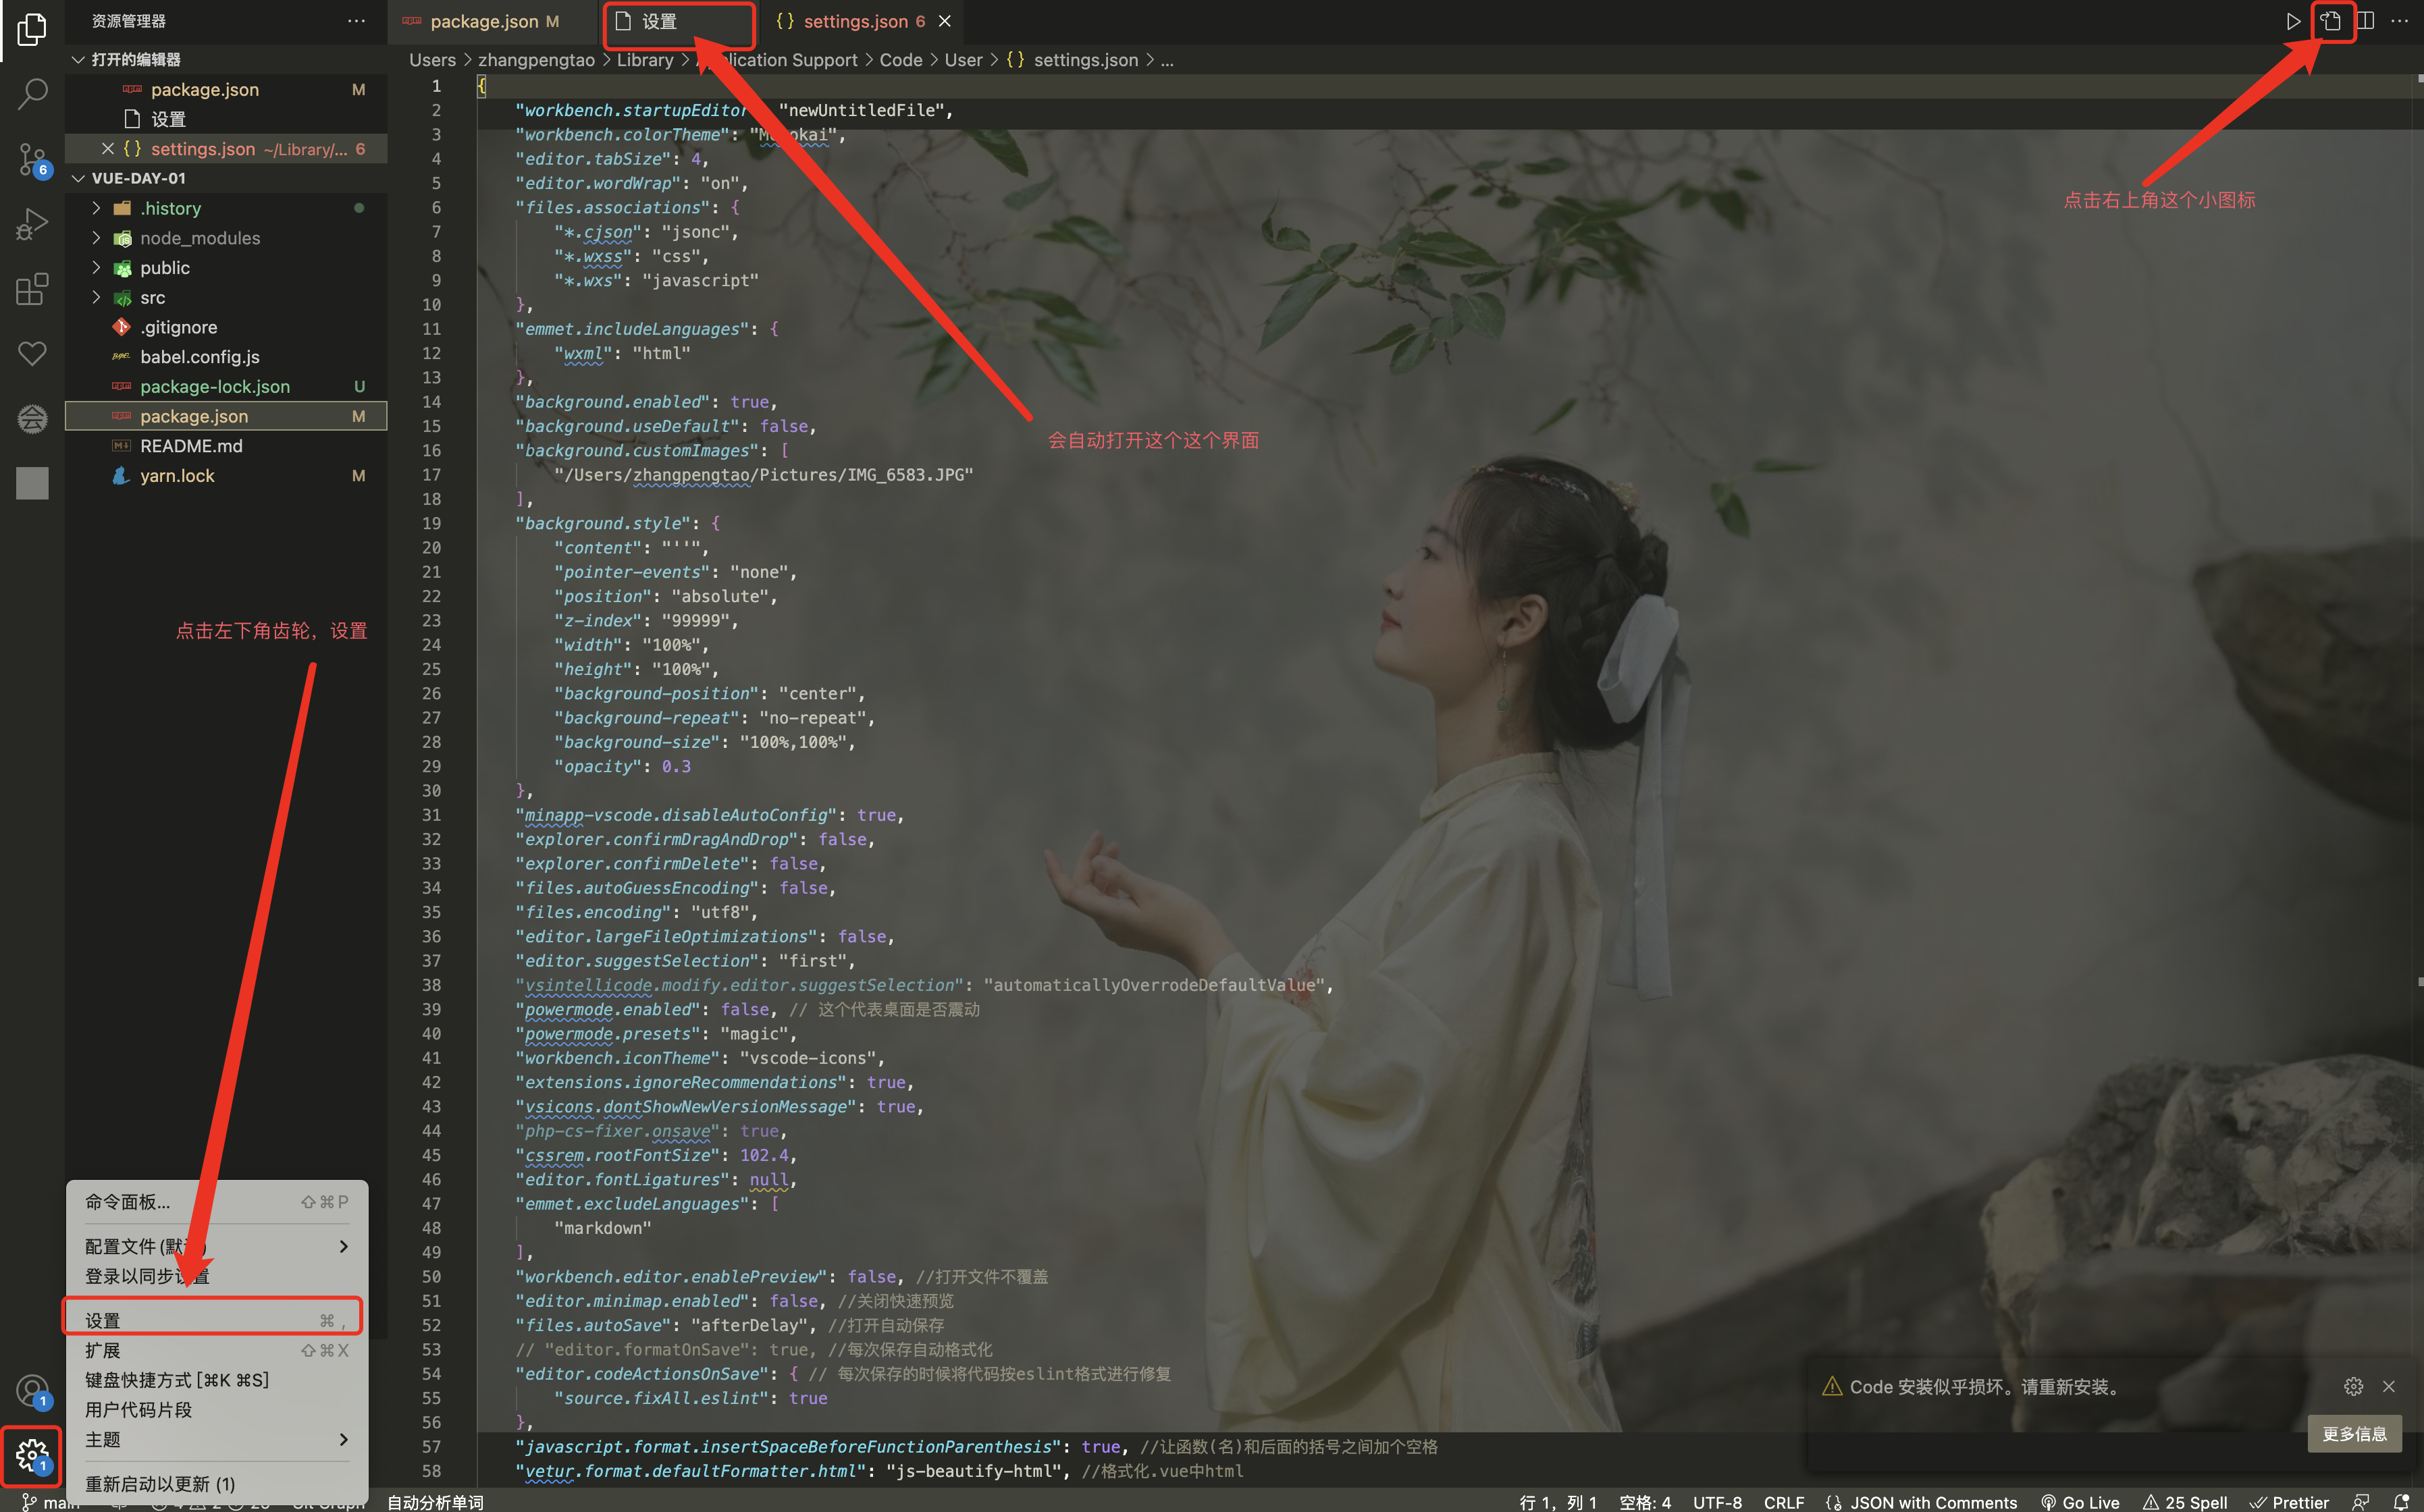 资源管理器
package.json M
设置
settings.json 6
打开的编辑器
package.json M
设置
settings.json ~/Library/... 6
VUE-DAY-01
.history
node_modules
public
src
.gitignore
babel.config.js
package-lock.json U
package.json M
README.md
yarn.lock M
6
点击左下角齿轮，设置
命令面板... ⇧⌘P
配置文件(默
登录以同步设置
设置 ⌘ ,
扩展 ⇧⌘X
键盘快捷方式 [⌘K ⌘S]
用户代码片段
主题
重新启动以更新 (1)
1
1
Users > zhangpengtao > Library > Application Support > Code > User > {} settings.json > ...
会自动打开这个这个界面
点击右上角这个小图标
1 {
2 "workbench.startupEditor "newUntitledFile",
3 "workbench.colorTheme": "Monokai",
4 "editor.tabSize": 4,
5 "editor.wordWrap": "on",
6 "files.associations": {
7 "*.cjson": "jsonc",
8 "*.wxss": "css",
9 "*.wxs": "javascript"
10 },
11 "emmet.includeLanguages": {
12 "wxml": "html"
13 },
14 "background.enabled": true,
15 "background.useDefault": false,
16 "background.customImages": [
17 "/Users/zhangpengtao/Pictures/IMG_6583.JPG"
18 ],
19 "background.style": {
20 "content": "''",
21 "pointer-events": "none",
22 "position": "absolute",
23 "z-index": "99999",
24 "width": "100%",
25 "height": "100%",
26 "background-position": "center",
27 "background-repeat": "no-repeat",
28 "background-size": "100%,100%",
29 "opacity": 0.3
30 },
31 "minapp-vscode.disableAutoConfig": true,
32 "explorer.confirmDragAndDrop": false,
33 "explorer.confirmDelete": false,
34 "files.autoGuessEncoding": false,
35 "files.encoding": "utf8",
36 "editor.largeFileOptimizations": false,
37 "editor.suggestSelection": "first",
38 "vsintellicode.modify.editor.suggestSelection": "automaticallyOverrodeDefaultValue",
39 "powermode.enabled": false, // 这个代表桌面是否震动
40 "powermode.presets": "magic",
41 "workbench.iconTheme": "vscode-icons",
42 "extensions.ignoreRecommendations": true,
43 "vsicons.dontShowNewVersionMessage": true,
44 "php-cs-fixer.onsave": true,
45 "cssrem.rootFontSize": 102.4,
46 "editor.fontLigatures": null,
47 "emmet.excludeLanguages": [
48 "markdown"
49 ],
50 "workbench.editor.enablePreview": false, //打开文件不覆盖
51 "editor.minimap.enabled": false, //关闭快速预览
52 "files.autoSave": "afterDelay", //打开自动保存
53 // "editor.formatOnSave": true, //每次保存自动格式化
54 "editor.codeActionsOnSave": { // 每次保存的时候将代码按eslint格式进行修复
55 "source.fixAll.eslint": true
56 },
57 "javascript.format.insertSpaceBeforeFunctionParenthesis": true, //让函数(名)和后面的括号之间加个空格
58 "vetur.format.defaultFormatter.html": "js-beautify-html", //格式化.vue中html
Code 安装似乎损坏。请重新安装。
更多信息
自动分析单词
行 1，列 1 空格: 4 UTF-8 CRLF JSON with Comments Go Live 25 Spell Prettier